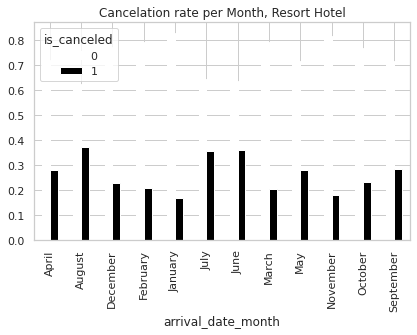 Cancelation rate per Month, Resort Hotel
is_canceled
0
1
0.8
0.7
0.6
0.5
0.4
0.3
0.2
0.1
0.0
April
August
December
February
January
July
June
March
May
November
October
September
arrival_date_month